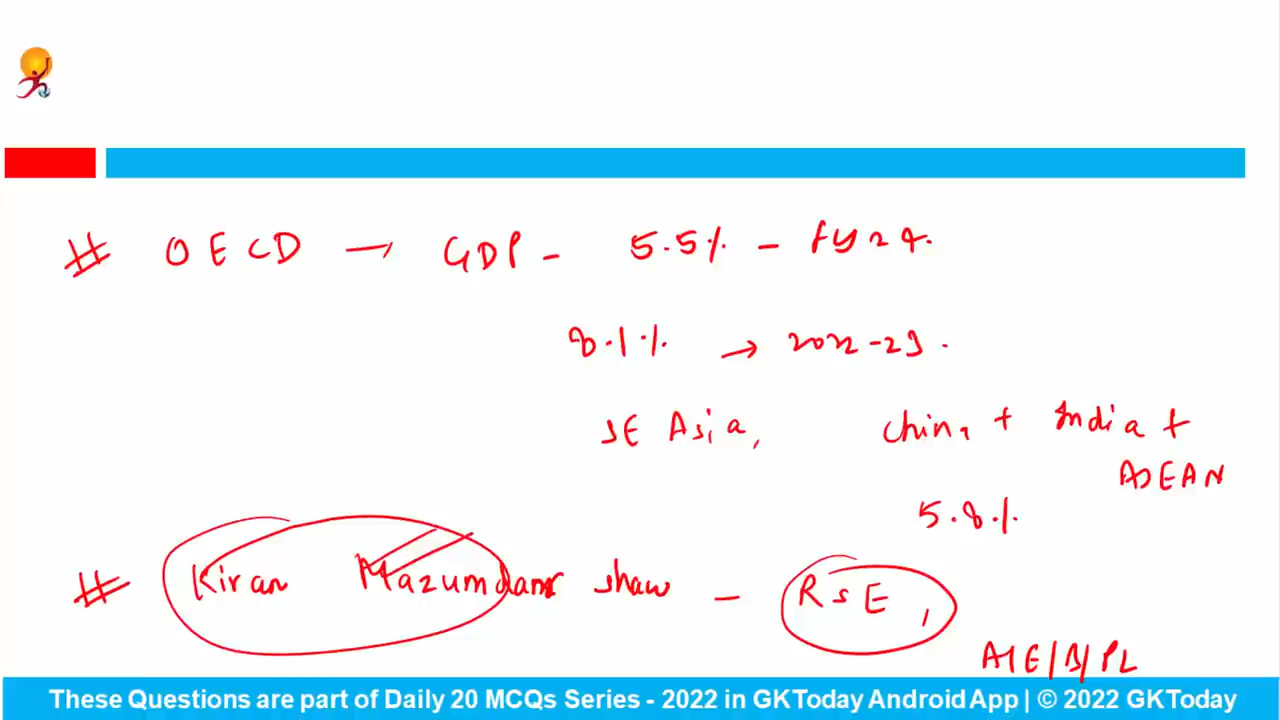 # OECD → GDP - 5.5% - FY24.
8.1% → 2022-23.
SE Asia, China + India +
ASEAN
5.8%
# Kiran Mazumdar Shaw - RSE,
A/E/B/PL
These Questions are part of Daily 20 MCQs Series - 2022 in GKToday Android App | © 2022 GKToday